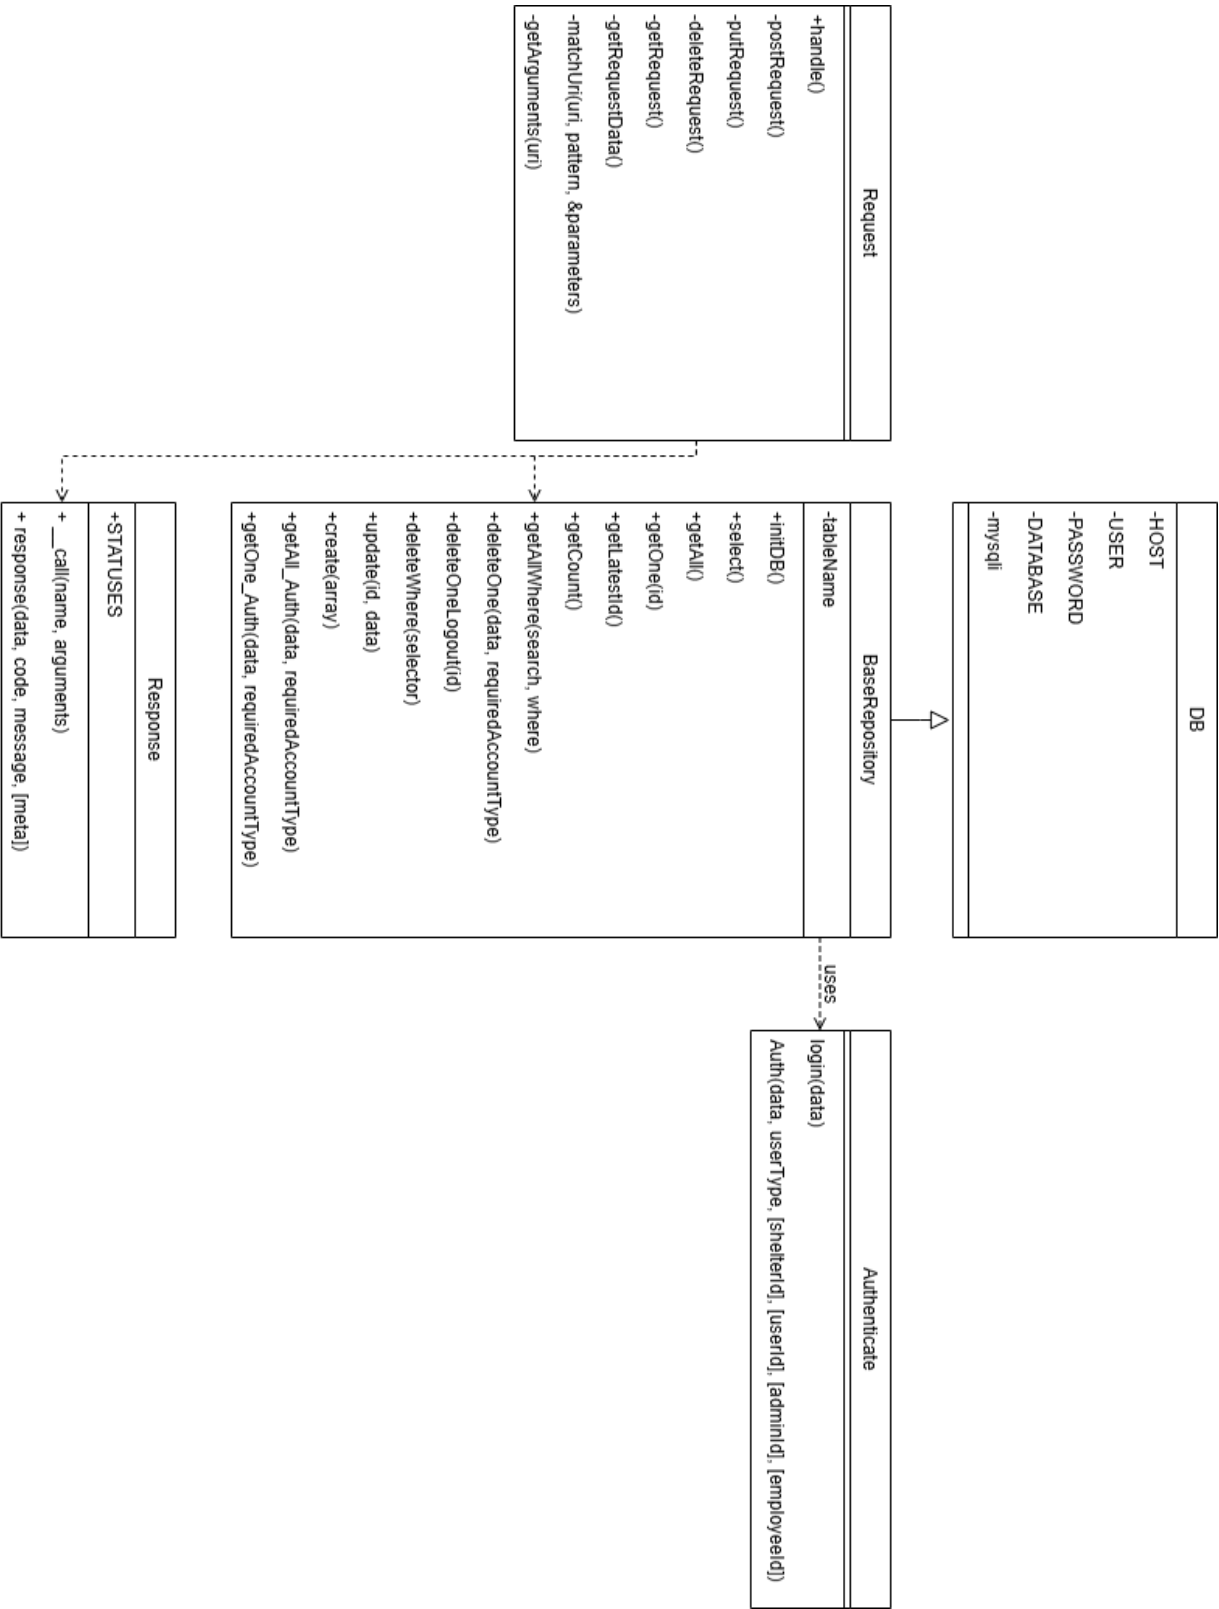 DB
-HOST
-USER
-PASSWORD
-DATABASE
-mysqli
Request
+handle()
-postRequest()
-putRequest()
-deleteRequest()
-getRequest()
-getRequestData()
-matchUri(uri, pattern, &parameters)
-getArguments(uri)
BaseRepository
-tableName
+initDB()
+select()
+getAll()
+getOne(id)
+getLatestId()
+getCount()
+getAllWhere(search, where)
+deleteOne(data, requiredAccountType)
+deleteOneLogout(id)
+deleteWhere(selector)
+update(id, data)
+create(array)
+getAll_Auth(data, requiredAccountType)
+getOne_Auth(data, requiredAccountType)
uses
Authenticate
login(data)
Auth(data, userType, [shelterId], [userId], [adminId], [employeeId])
Response
+STATUSES
+ __call(name, arguments)
+ response(data, code, message, [meta])